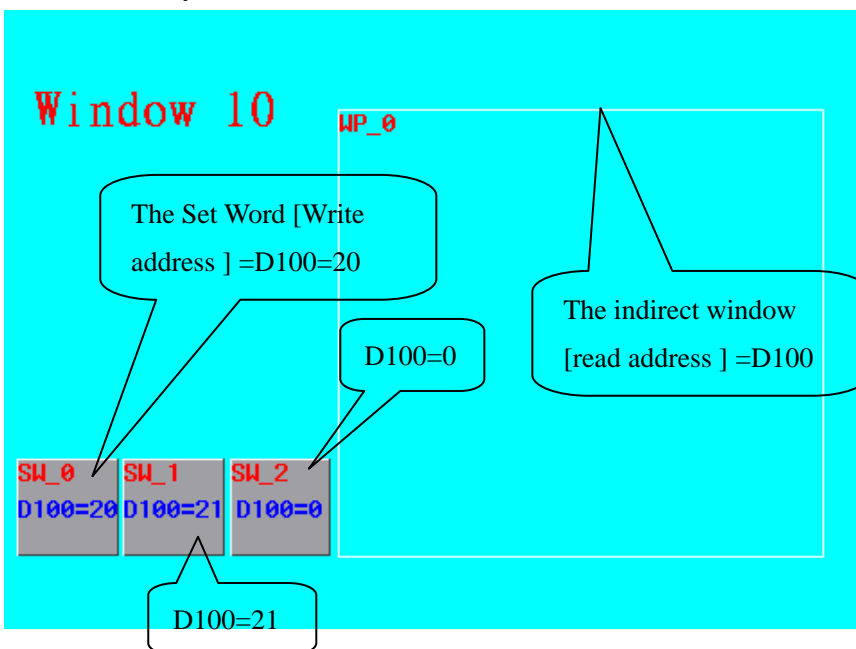 Window 10
WP_0
The Set Word [Write
address ] =D100=20
The indirect window
[read address ] =D100
D100=0
SW_0
D100=20
SW_1
D100=21
SW_2
D100=0
D100=21